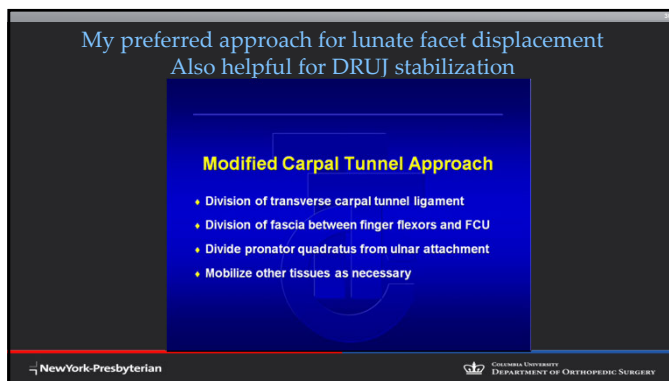 My preferred approach for lunate facet displacement
Also helpful for DRUJ stabilization
Modified Carpal Tunnel Approach
♦ Division of transverse carpal tunnel ligament
♦ Division of fascia between finger flexors and FCU
♦ Divide pronator quadratus from ulnar attachment
♦ Mobilize other tissues as necessary
NewYork-Presbyterian
COLUMBIA UNIVERSITY
DEPARTMENT OF ORTHOPEDIC SURGERY